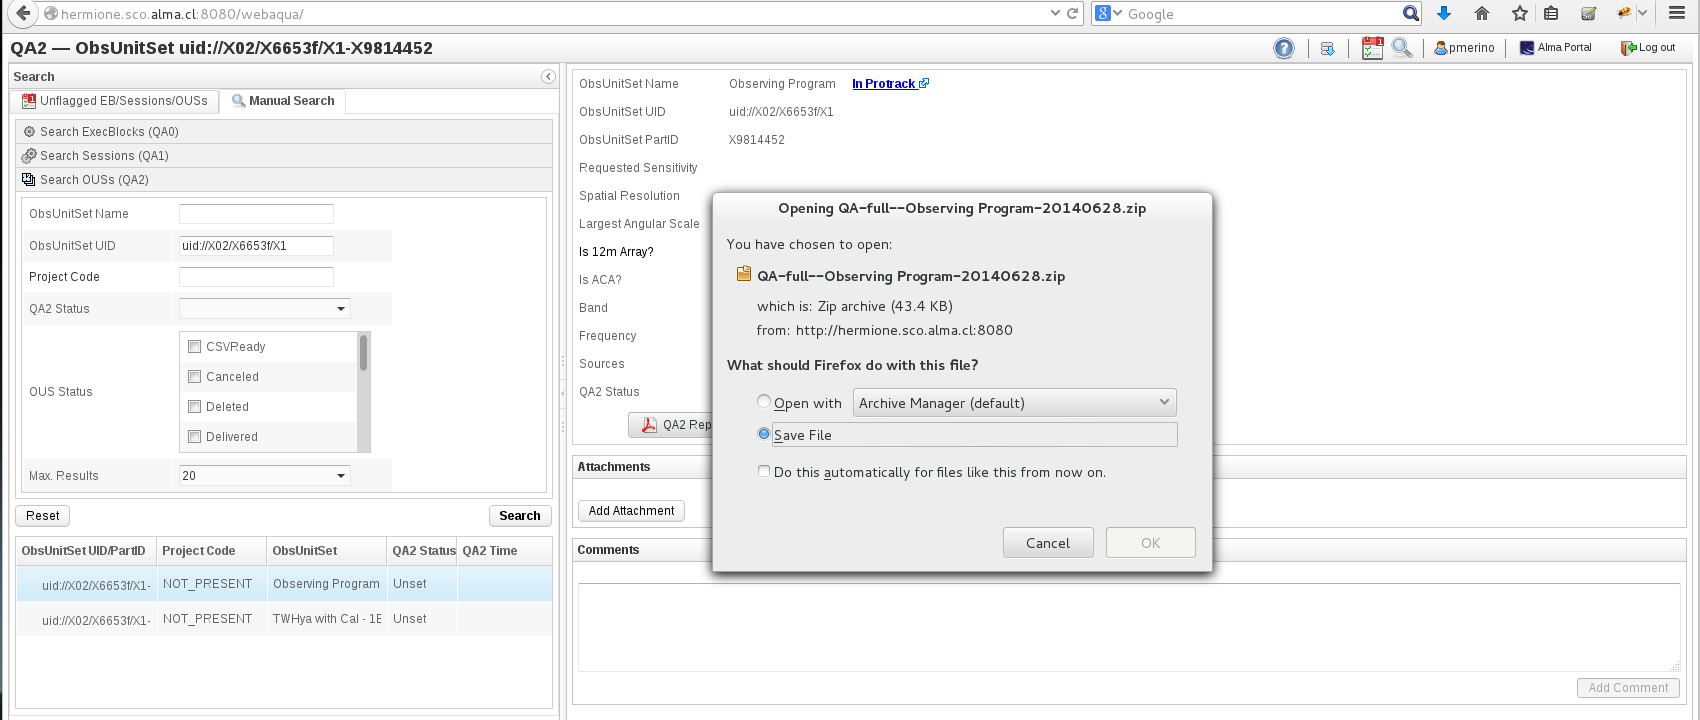 hermione.sco.alma.cl:8080/webaqua/
Google
QA2 — ObsUnitSet uid://X02/X6653f/X1-X9814452
pmerino
Alma Portal
Log out
Search
Unflagged EB/Sessions/OUSs
Manual Search
Search ExecBlocks (QA0)
Search Sessions (QA1)
Search OUSs (QA2)
ObsUnitSet Name
ObsUnitSet UID uid://X02/X6653f/X1
Project Code
QA2 Status
OUS Status
CSVReady
Canceled
Deleted
Delivered
Max. Results 20
Reset
Search
ObsUnitSet UID/PartID Project Code ObsUnitSet QA2 Status QA2 Time
uid://X02/X6653f/X1- NOT_PRESENT Observing Program Unset
uid://X02/X6653f/X1- NOT_PRESENT TWHya with Cal - 1E Unset
ObsUnitSet Name Observing Program In Protrack
ObsUnitSet UID uid://X02/X6653f/X1
ObsUnitSet PartID X9814452
Requested Sensitivity
Spatial Resolution
Largest Angular Scale
Is 12m Array?
Is ACA?
Band
Frequency
Sources
QA2 Status
QA2 Rep
Attachments
Add Attachment
Comments
Add Comment
Opening QA-full--Observing Program-20140628.zip
You have chosen to open:
QA-full--Observing Program-20140628.zip
which is: Zip archive (43.4 KB)
from: http://hermione.sco.alma.cl:8080
What should Firefox do with this file?
Open with Archive Manager (default)
Save File
Do this automatically for files like this from now on.
Cancel
OK